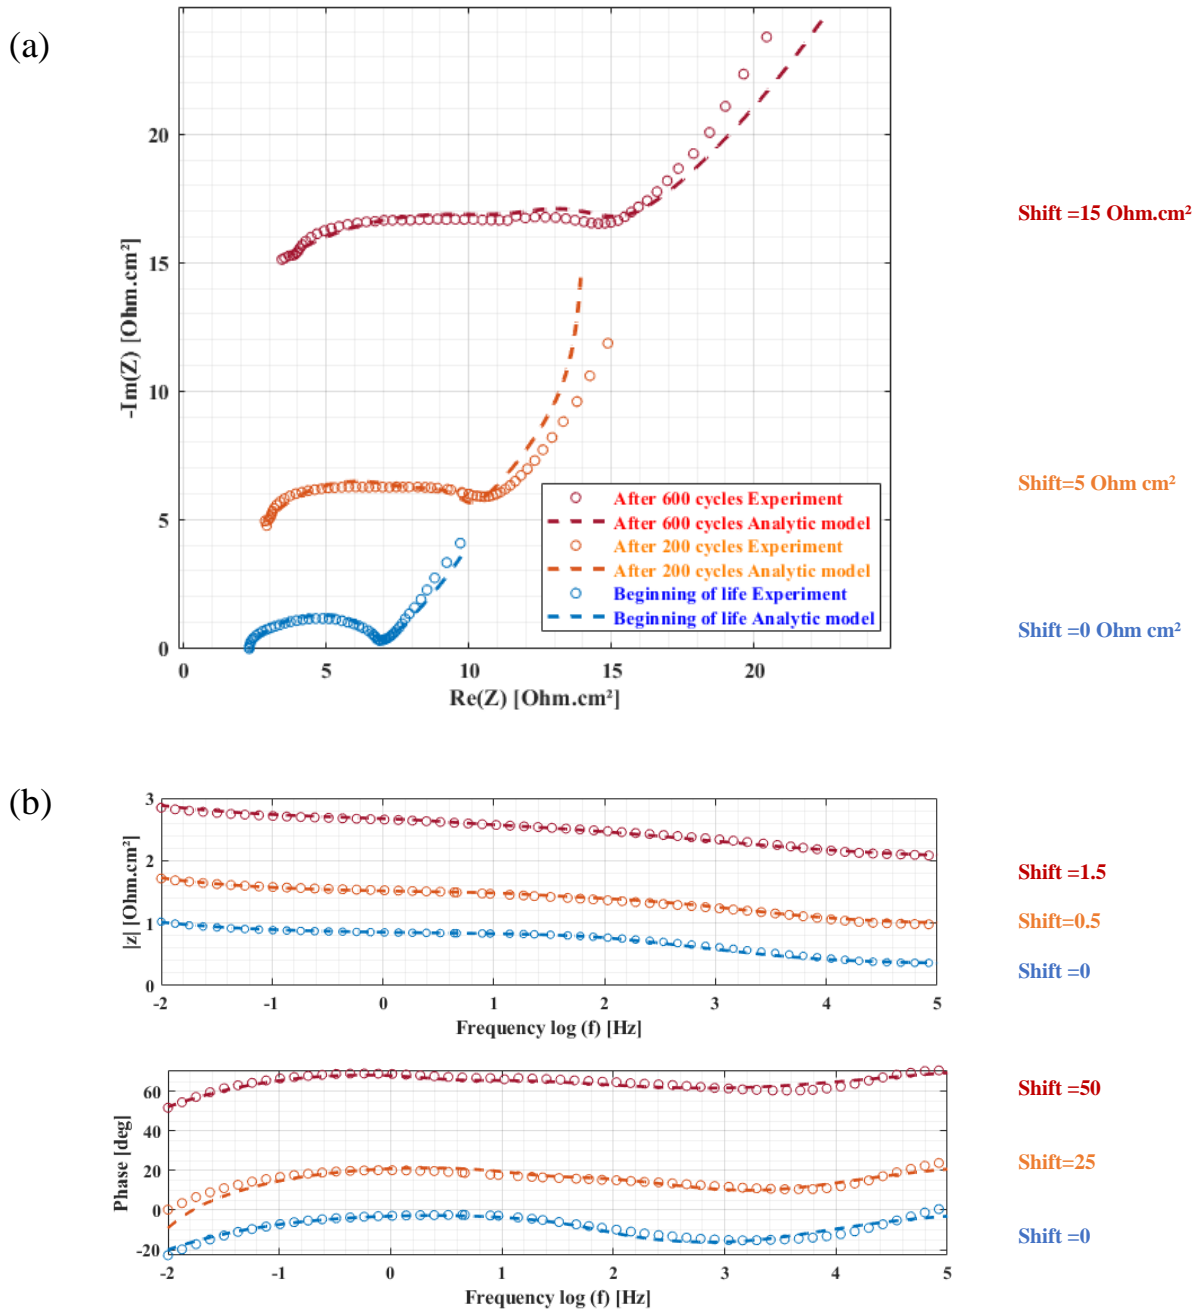 (a)
20
15
10
5
0
-Im(Z) [Ohm.cm²]
0 5 10 15 20
Re(Z) [Ohm.cm²]
After 600 cycles Experiment
After 600 cycles Analytic model
After 200 cycles Experiment
After 200 cycles Analytic model
Beginning of life Experiment
Beginning of life Analytic model
Shift =15 Ohm.cm²
Shift=5 Ohm cm²
Shift =0 Ohm cm²
(b)
3
2
1
0
|z| [Ohm.cm²]
-2 -1 0 1 2 3 4 5
Frequency log (f) [Hz]
Shift =1.5
Shift=0.5
Shift =0
60
40
20
0
-20
Phase [deg]
-2 -1 0 1 2 3 4 5
Frequency log (f) [Hz]
Shift =50
Shift=25
Shift =0